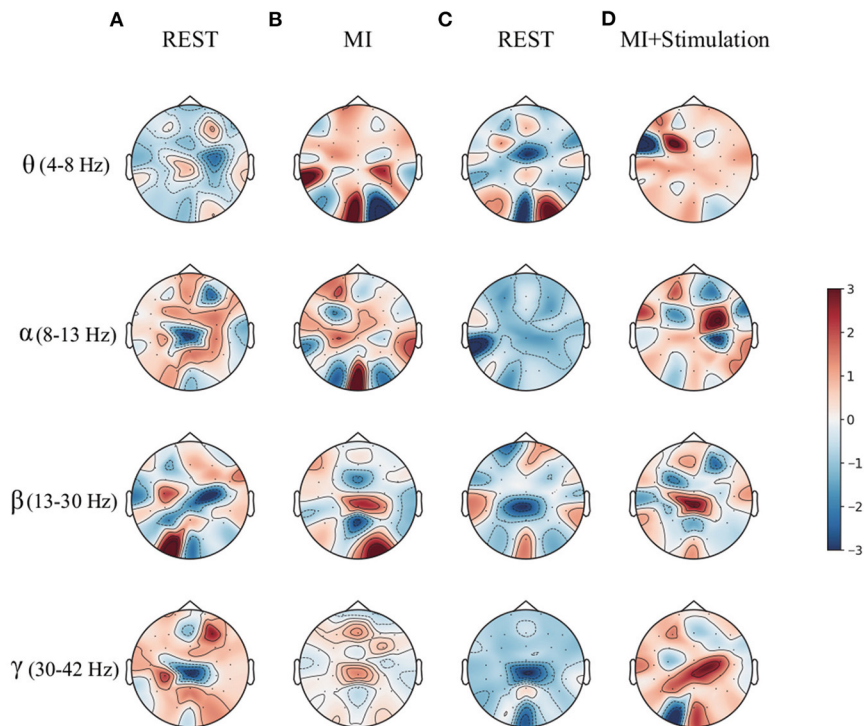 A B C D
REST MI REST MI+Stimulation
θ (4-8 Hz)
α (8-13 Hz)
β (13-30 Hz)
γ (30-42 Hz)
3
2
1
0
−1
−2
−3